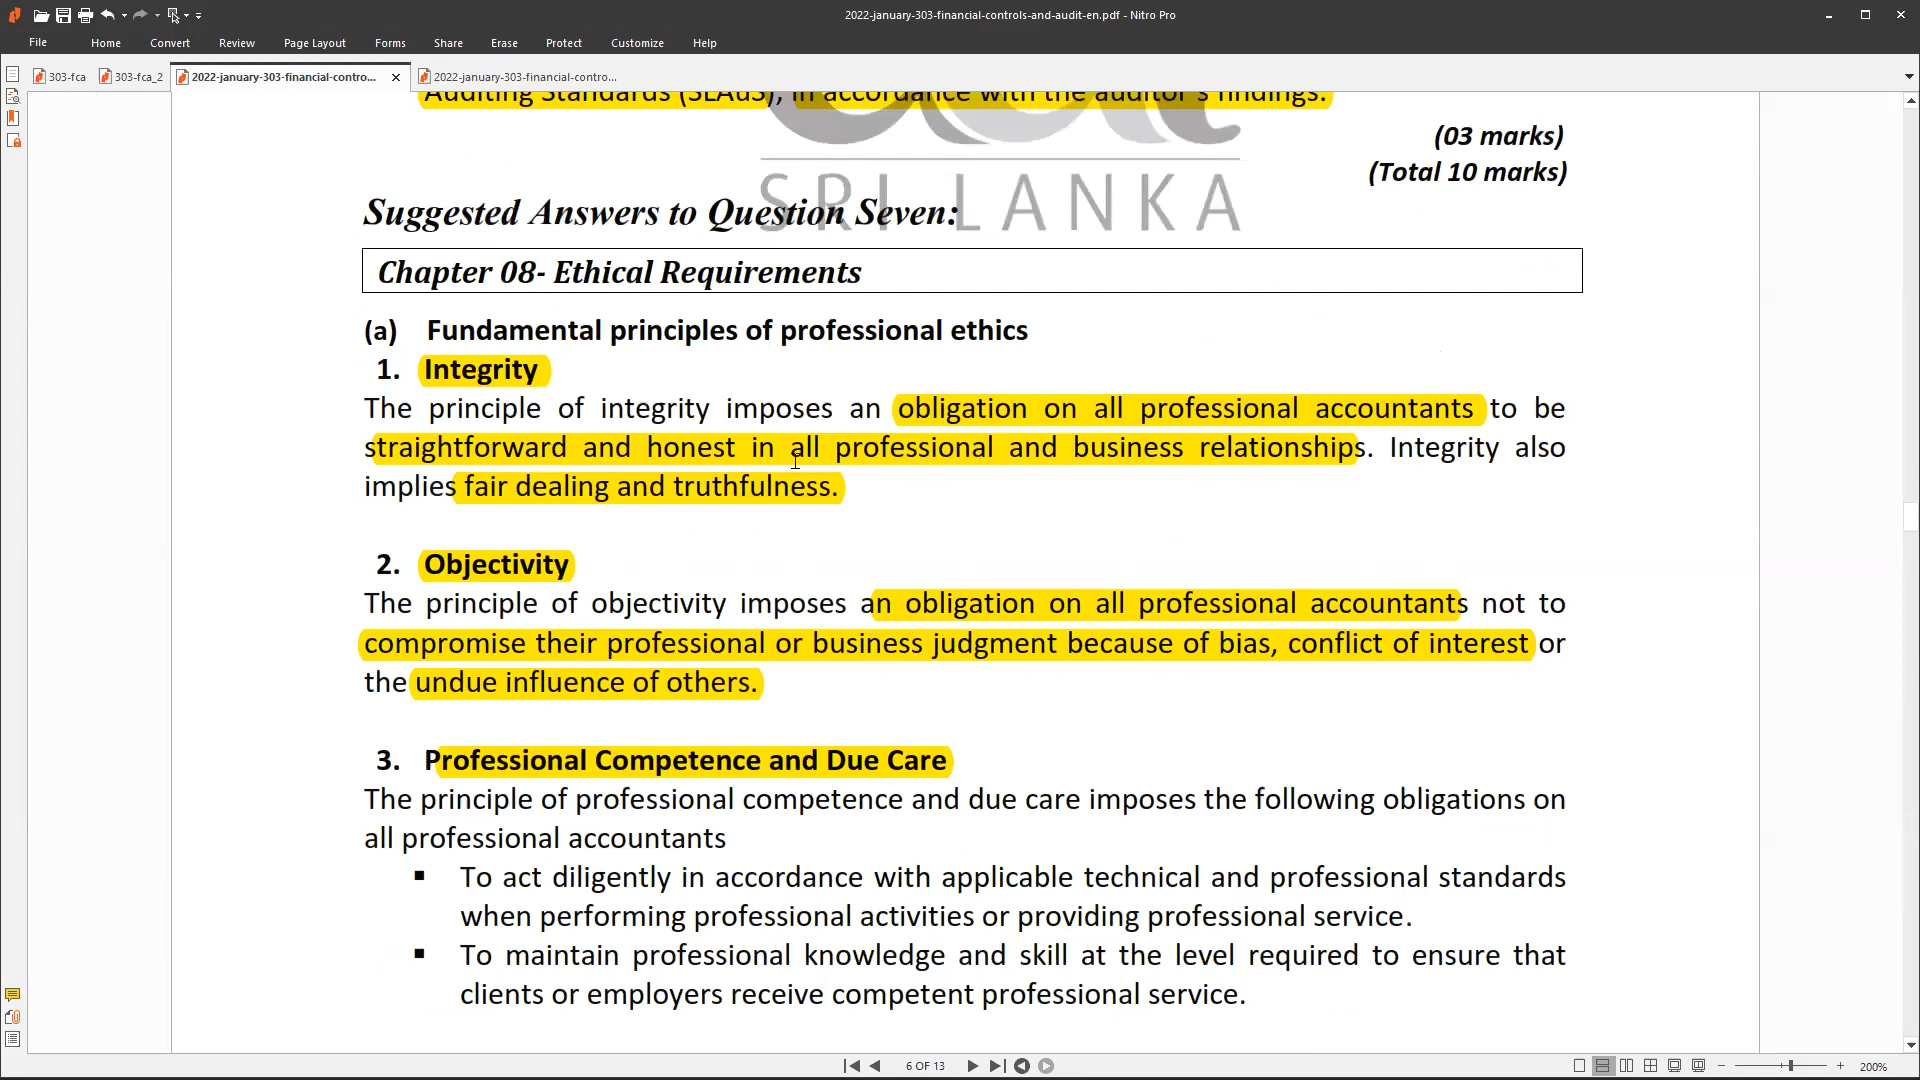 2022-january-303-financial-controls-and-audit-en.pdf - Nitro Pro
File Home Convert Review Page Layout Forms Share Erase Protect Customize Help
303-fca 303-fca_2 2022-january-303-financial-contro... 2022-january-303-financial-contro...
Auditing Standards (SLAuS), in accordance with the auditor's findings.
(03 marks)
(Total 10 marks)
SRI LANKA
Suggested Answers to Question Seven:
Chapter 08- Ethical Requirements
(a) Fundamental principles of professional ethics
1. Integrity
The principle of integrity imposes an obligation on all professional accountants to be
straightforward and honest in all professional and business relationships. Integrity also
implies fair dealing and truthfulness.
2. Objectivity
The principle of objectivity imposes an obligation on all professional accountants not to
compromise their professional or business judgment because of bias, conflict of interest or
the undue influence of others.
3. Professional Competence and Due Care
The principle of professional competence and due care imposes the following obligations on
all professional accountants
▪ To act diligently in accordance with applicable technical and professional standards
when performing professional activities or providing professional service.
▪ To maintain professional knowledge and skill at the level required to ensure that
clients or employers receive competent professional service.
6 OF 13
200%